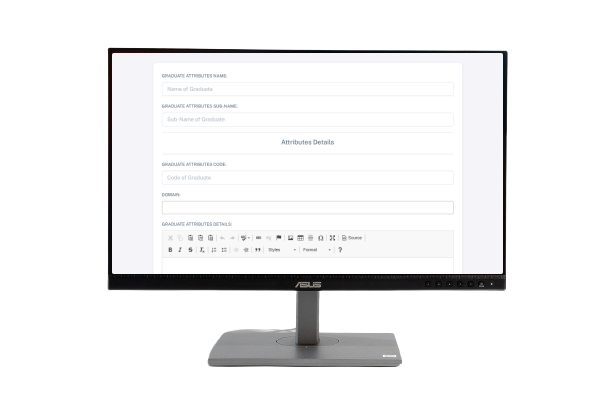 GRADUATE ATTRIBUTES NAME:
Name of Graduate
GRADUATE ATTRIBUTES SUB-NAME:
Sub-Name of Graduate
Attributes Details
GRADUATE ATTRIBUTES CODE:
Code of Graduate
DOMAIN:
GRADUATE ATTRIBUTES DETAILS:
Source
B I S Styles Format ?
ASUS